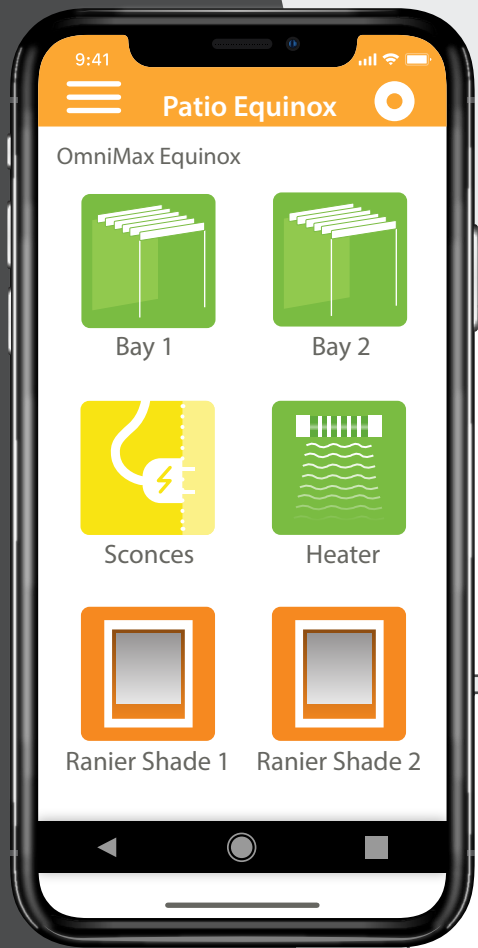 9:41
Patio Equinox
OmniMax Equinox
Bay 1
Bay 2
Sconces
Heater
Ranier Shade 1
Ranier Shade 2